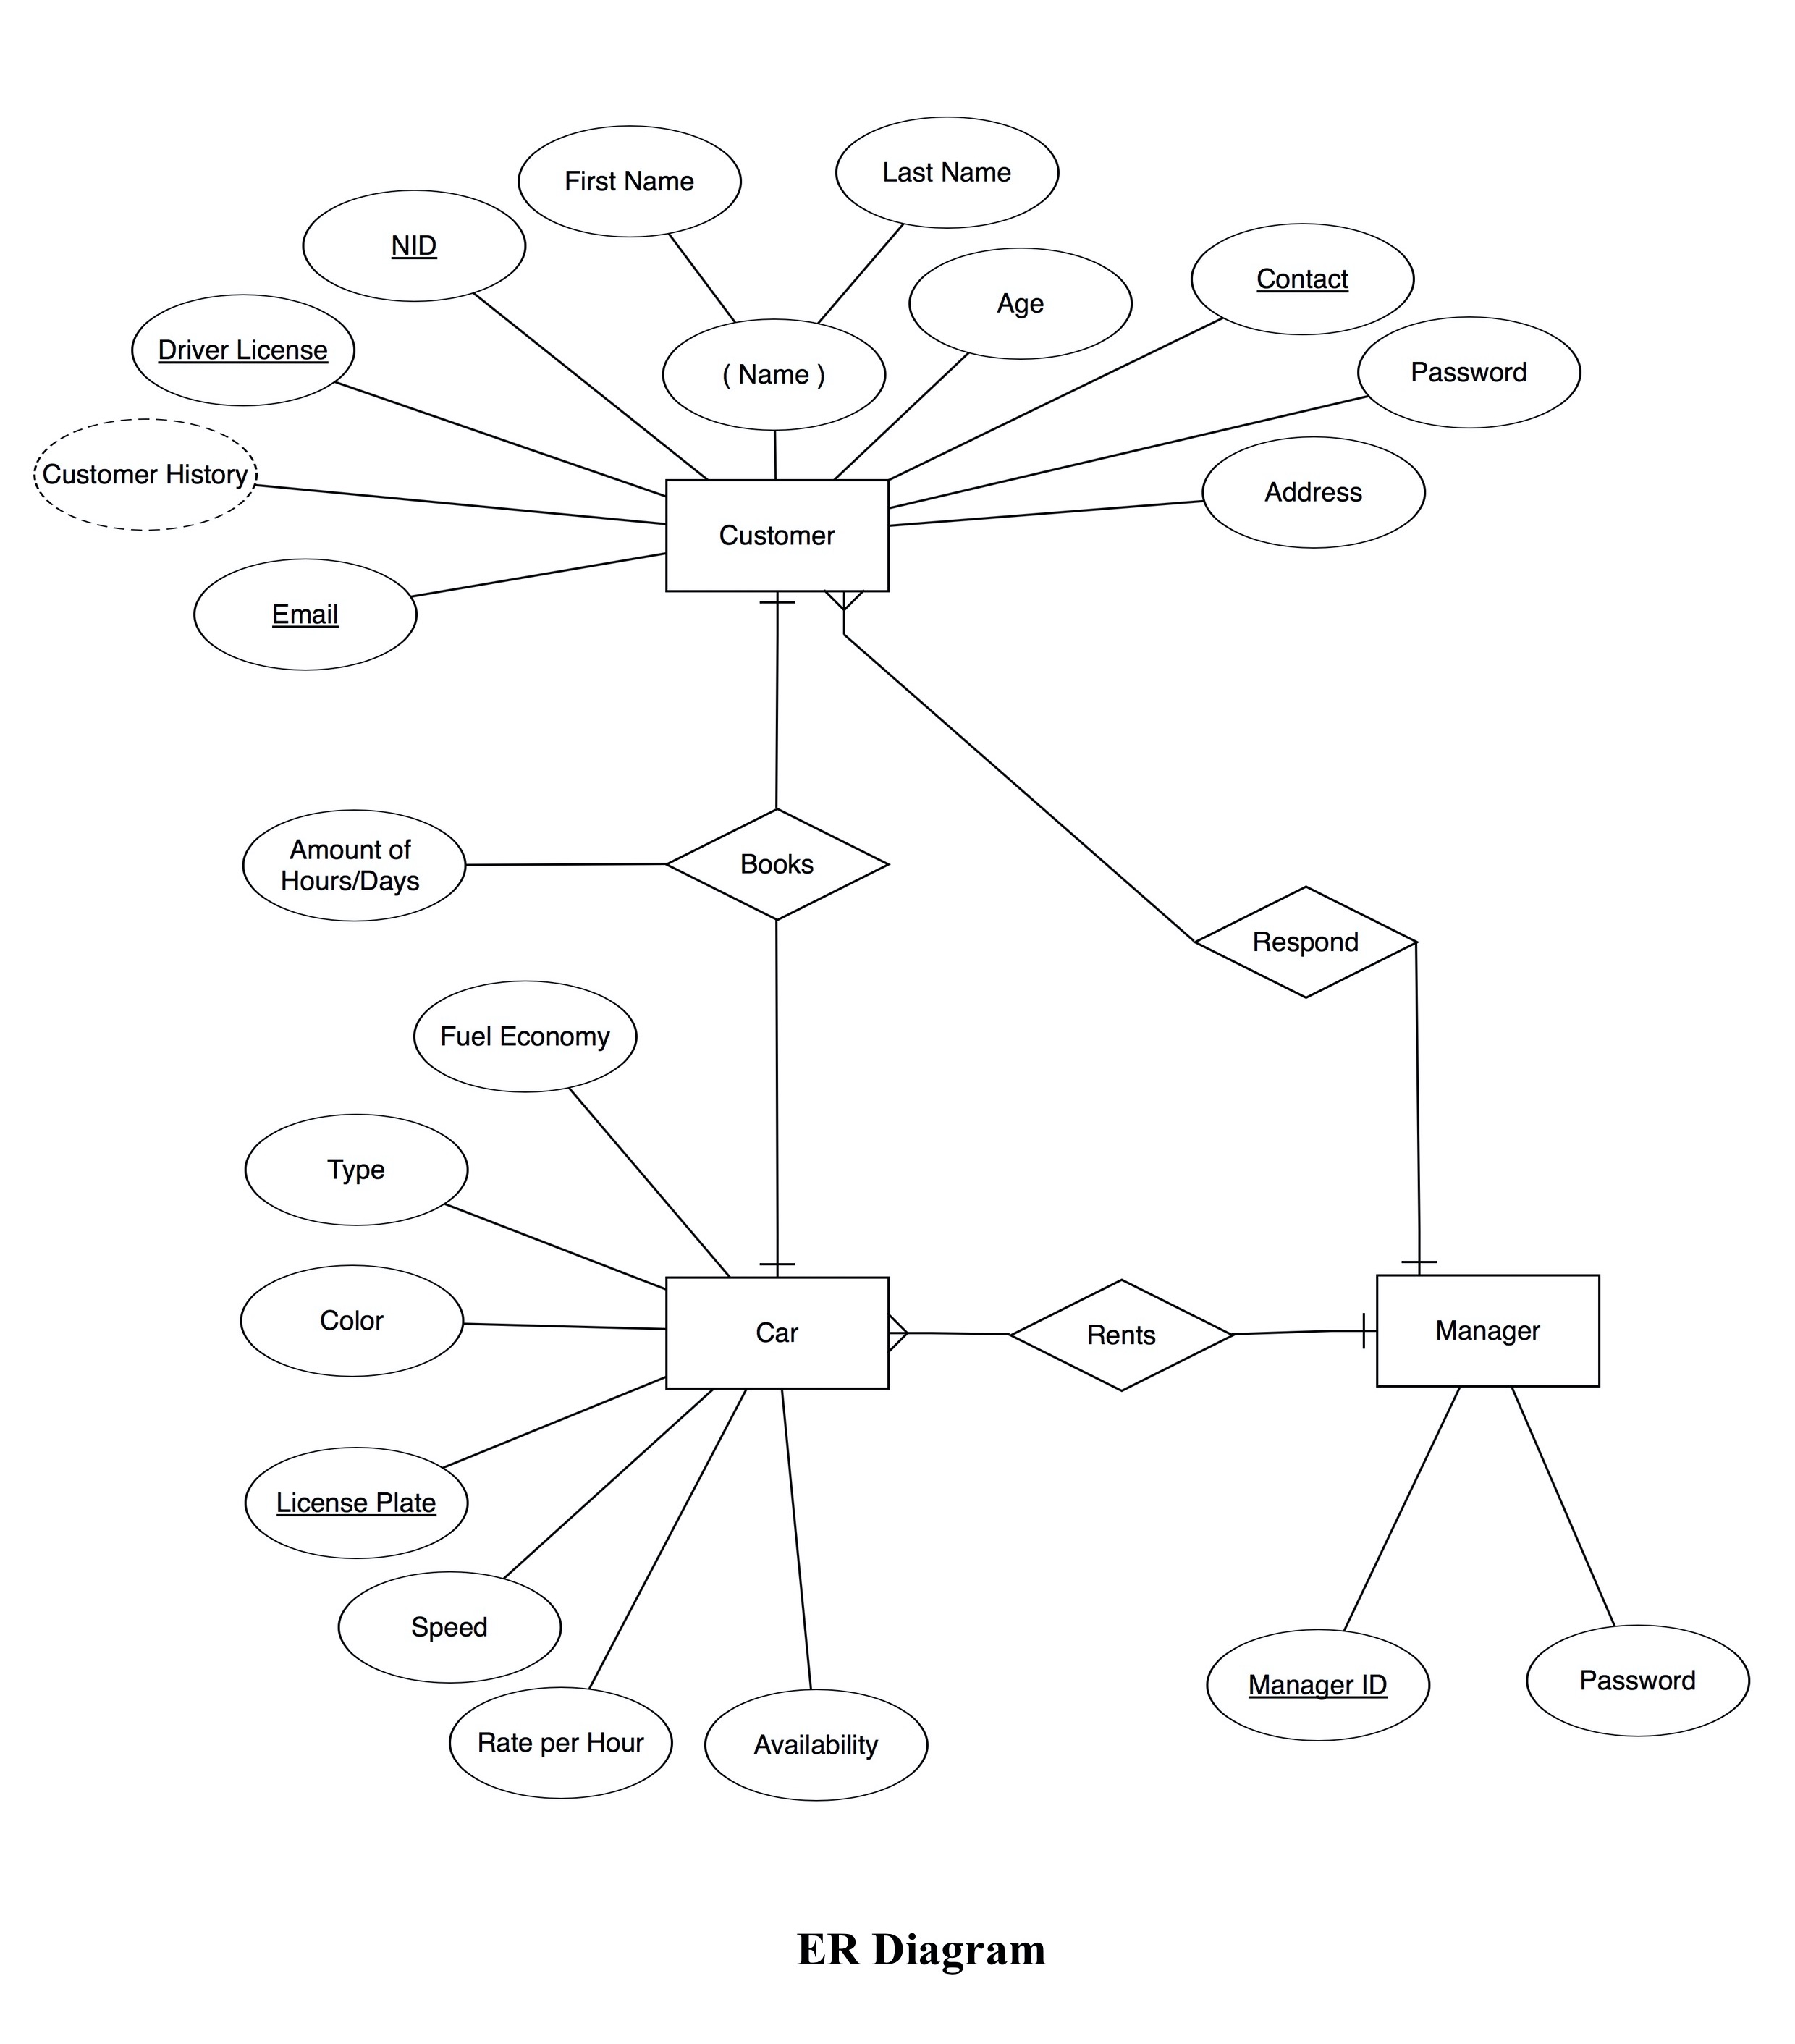 First Name
Last Name
NID
Age
Contact
Driver License
( Name )
Password
Customer History
Address
Customer
Email
Amount of
Hours/Days
Books
Respond
Fuel Economy
Type
Color
Car
Rents
Manager
License Plate
Speed
Manager ID
Password
Rate per Hour
Availability
ER Diagram